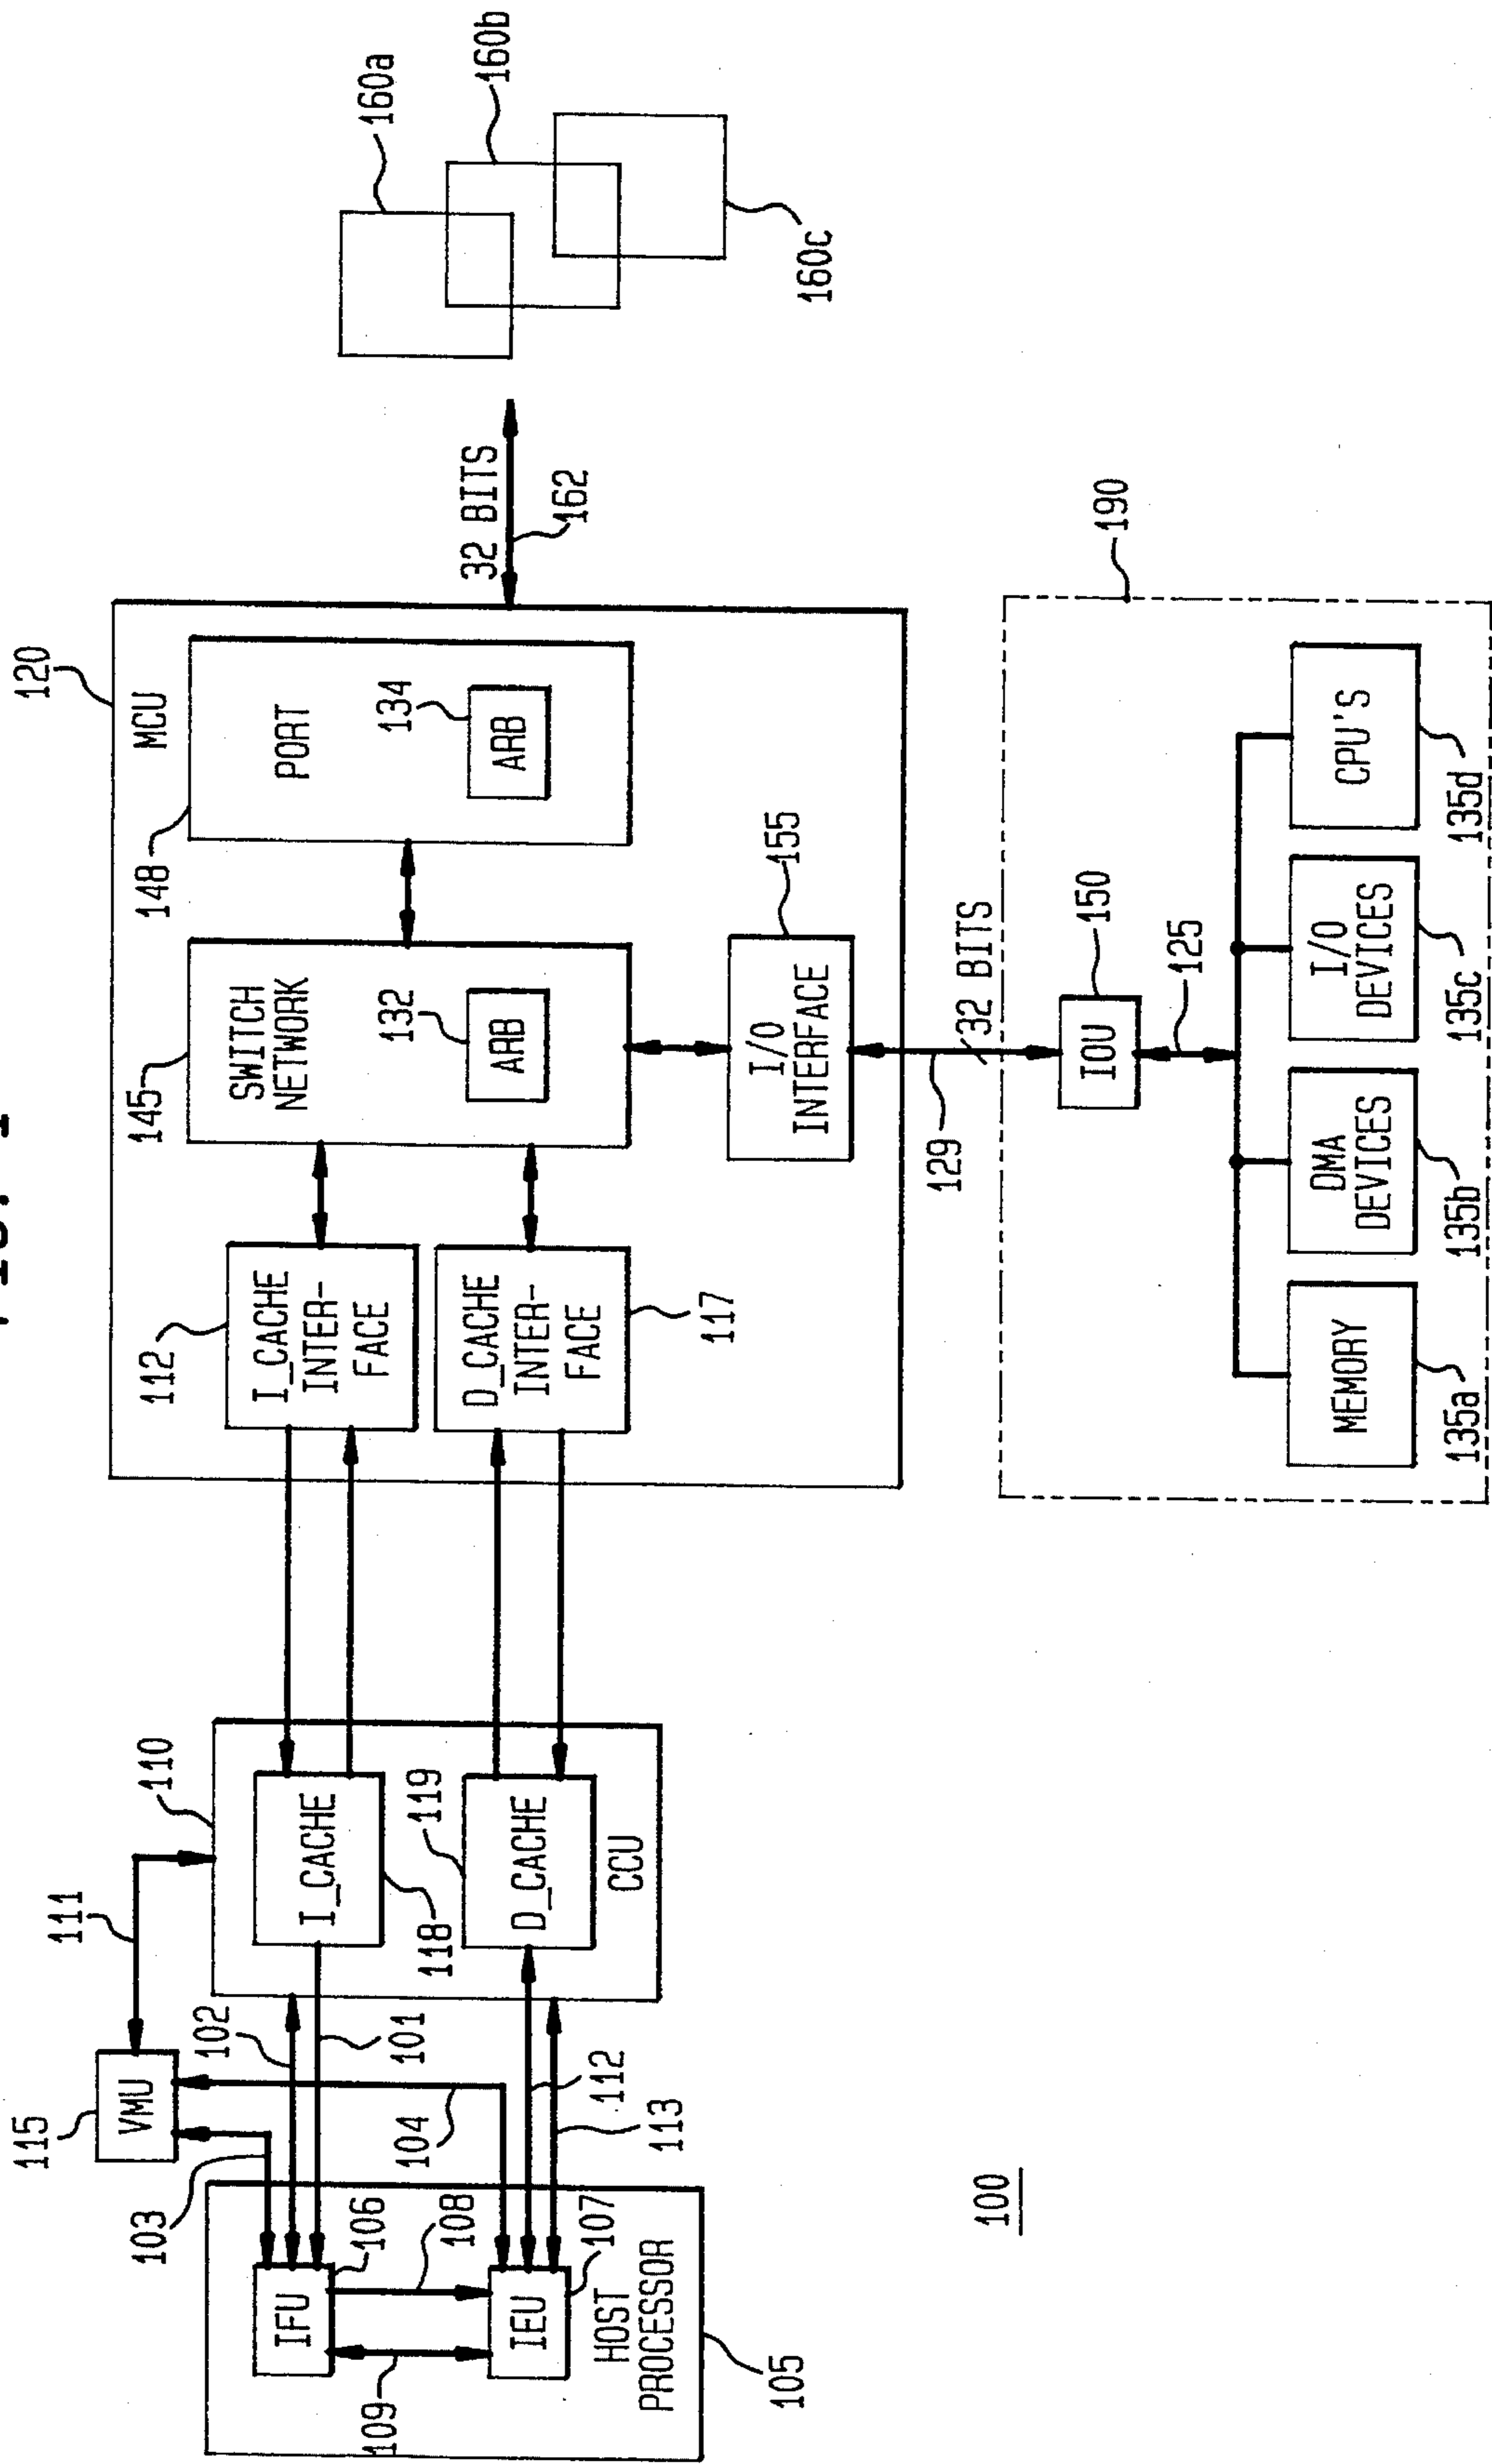 FIG. 1
160a
160b
160c
32 BITS
162
120
MCU
148
PORT
134
ARB
145
SWITCH
NETWORK
132
ARB
155
I/O
INTERFACE
112
I_CACHE
INTER-
FACE
D_CACHE
INTER-
FACE
117
129
32 BITS
190
150
IOU
125
CPU'S
135d
I/O
DEVICES
135c
DMA
DEVICES
135b
MEMORY
135a
110
I_CACHE
118
119
D_CACHE
CCU
111
115
VMU
102
101
103
104
112
113
106
IFU
108
107
IEU
109
HOST
PROCESSOR
105
100